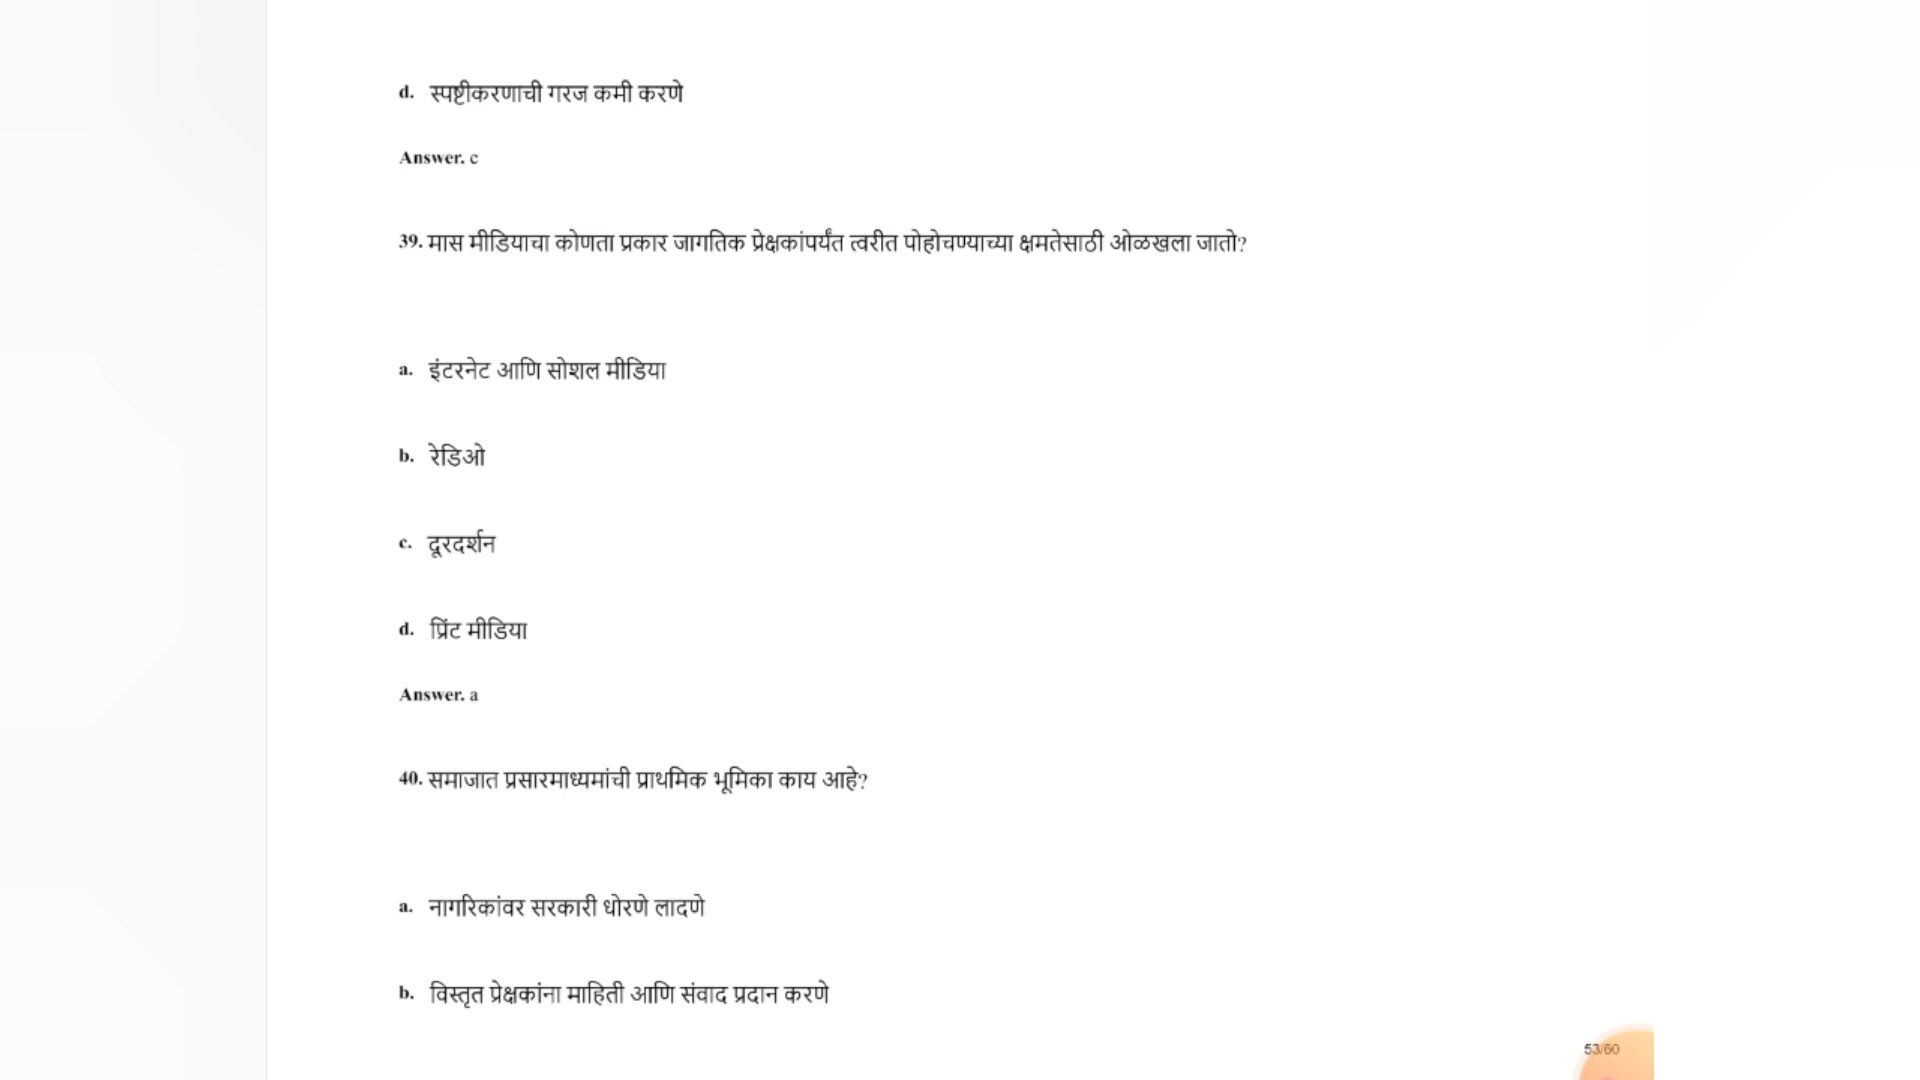 d. स्पष्टीकरणाची गरज कमी करणे
Answer. c
39. मास मीडियाचा कोणता प्रकार जागतिक प्रेक्षकांपर्यंत त्वरीत पोहोचण्याच्या क्षमतेसाठी ओळखला जातो?
a. इंटरनेट आणि सोशल मीडिया
b. रेडिओ
c. दूरदर्शन
d. प्रिंट मीडिया
Answer. a
40. समाजात प्रसारमाध्यमांची प्राथमिक भूमिका काय आहे?
a. नागरिकांवर सरकारी धोरणे लादणे
b. विस्तृत प्रेक्षकांना माहिती आणि संवाद प्रदान करणे
53/60